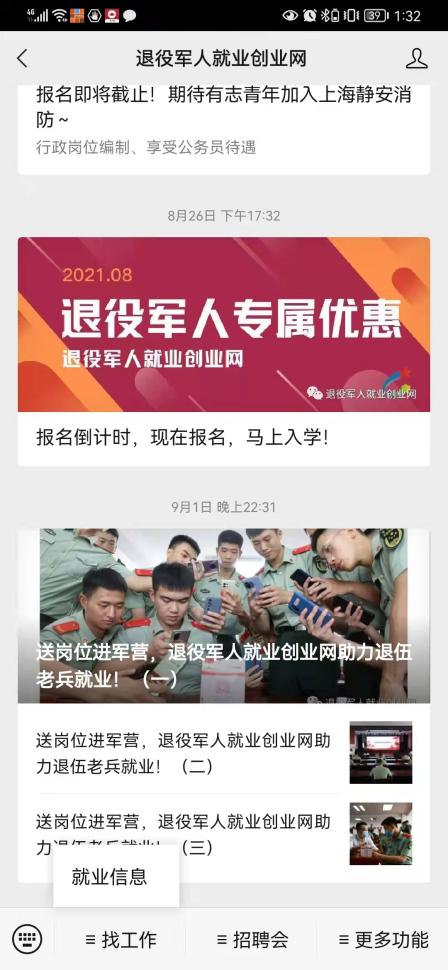 4G
39
1:32
退役军人就业创业网
报名即将截止！期待有志青年加入上海静安消
防~
行政岗位编制、享受公务员待遇
8月26日 下午17:32
2021.08
退役军人专属优惠
退役军人就业创业网
退役军人就业创业网
报名倒计时，现在报名，马上入学！
9月1日 晚上22:31
送岗位进军营，退役军人就业创业网助力退伍
老兵就业！（一）
送岗位进军营，退役军人就业创业网助
力退伍老兵就业！（二）
送岗位进军营，退役军人就业创业网助
力退伍老兵就业！（三）
就业信息
找工作
招聘会
更多功能